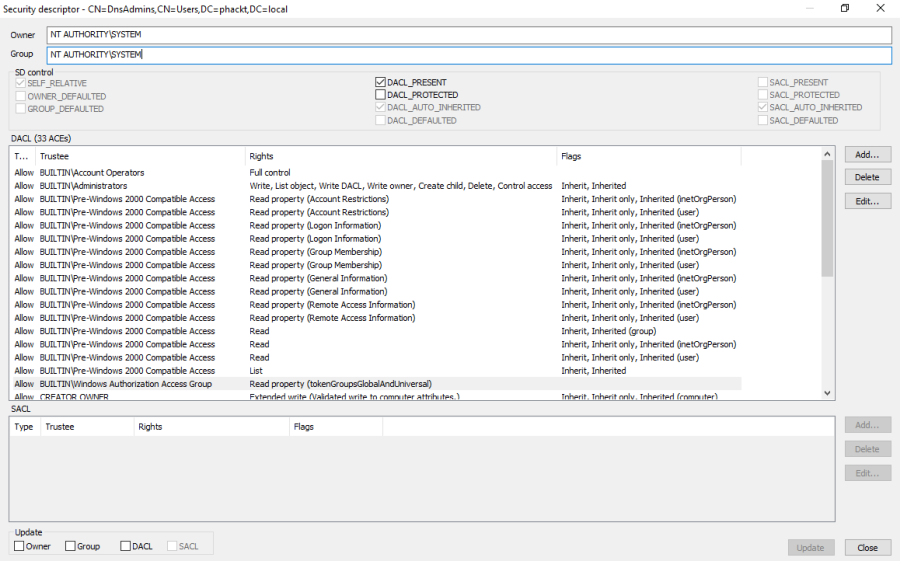 Security descriptor - CN=DnsAdmins,CN=Users,DC=phackt,DC=local
Owner NT AUTHORITY\SYSTEM
Group NT AUTHORITY\SYSTEM
SD control
SELF_RELATIVE DACL_PRESENT SACL_PRESENT
OWNER_DEFAULTED DACL_PROTECTED SACL_PROTECTED
GROUP_DEFAULTED DACL_AUTO_INHERITED SACL_AUTO_INHERITED
DACL_DEFAULTED SACL_DEFAULTED
DACL (33 ACEs)
T... Trustee Rights Flags Add...
Allow BUILTIN\Account Operators Full control Delete
Allow BUILTIN\Administrators Write, List object, Write DACL, Write owner, Create child, Delete, Control access Inherit, Inherited
Allow BUILTIN\Pre-Windows 2000 Compatible Access Read property (Account Restrictions) Inherit, Inherit only, Inherited (inetOrgPerson) Edit...
Allow BUILTIN\Pre-Windows 2000 Compatible Access Read property (Account Restrictions) Inherit, Inherit only, Inherited (user)
Allow BUILTIN\Pre-Windows 2000 Compatible Access Read property (Logon Information) Inherit, Inherit only, Inherited (inetOrgPerson)
Allow BUILTIN\Pre-Windows 2000 Compatible Access Read property (Logon Information) Inherit, Inherit only, Inherited (user)
Allow BUILTIN\Pre-Windows 2000 Compatible Access Read property (Group Membership) Inherit, Inherit only, Inherited (inetOrgPerson)
Allow BUILTIN\Pre-Windows 2000 Compatible Access Read property (Group Membership) Inherit, Inherit only, Inherited (user)
Allow BUILTIN\Pre-Windows 2000 Compatible Access Read property (General Information) Inherit, Inherit only, Inherited (inetOrgPerson)
Allow BUILTIN\Pre-Windows 2000 Compatible Access Read property (General Information) Inherit, Inherit only, Inherited (user)
Allow BUILTIN\Pre-Windows 2000 Compatible Access Read property (Remote Access Information) Inherit, Inherit only, Inherited (inetOrgPerson)
Allow BUILTIN\Pre-Windows 2000 Compatible Access Read property (Remote Access Information) Inherit, Inherit only, Inherited (user)
Allow BUILTIN\Pre-Windows 2000 Compatible Access Read Inherit, Inherited (group)
Allow BUILTIN\Pre-Windows 2000 Compatible Access Read Inherit, Inherit only, Inherited (inetOrgPerson)
Allow BUILTIN\Pre-Windows 2000 Compatible Access Read Inherit, Inherit only, Inherited (user)
Allow BUILTIN\Pre-Windows 2000 Compatible Access List Inherit, Inherited
Allow BUILTIN\Windows Authorization Access Group Read property (tokenGroupsGlobalAndUniversal)
Allow CREATOR OWNER Extended write (Validated write to computer attributes.) Inherit, Inherit only, Inherited (computer)
SACL
Type Trustee Rights Flags Add...
Delete
Edit...
Update
Owner Group DACL SACL Update Close